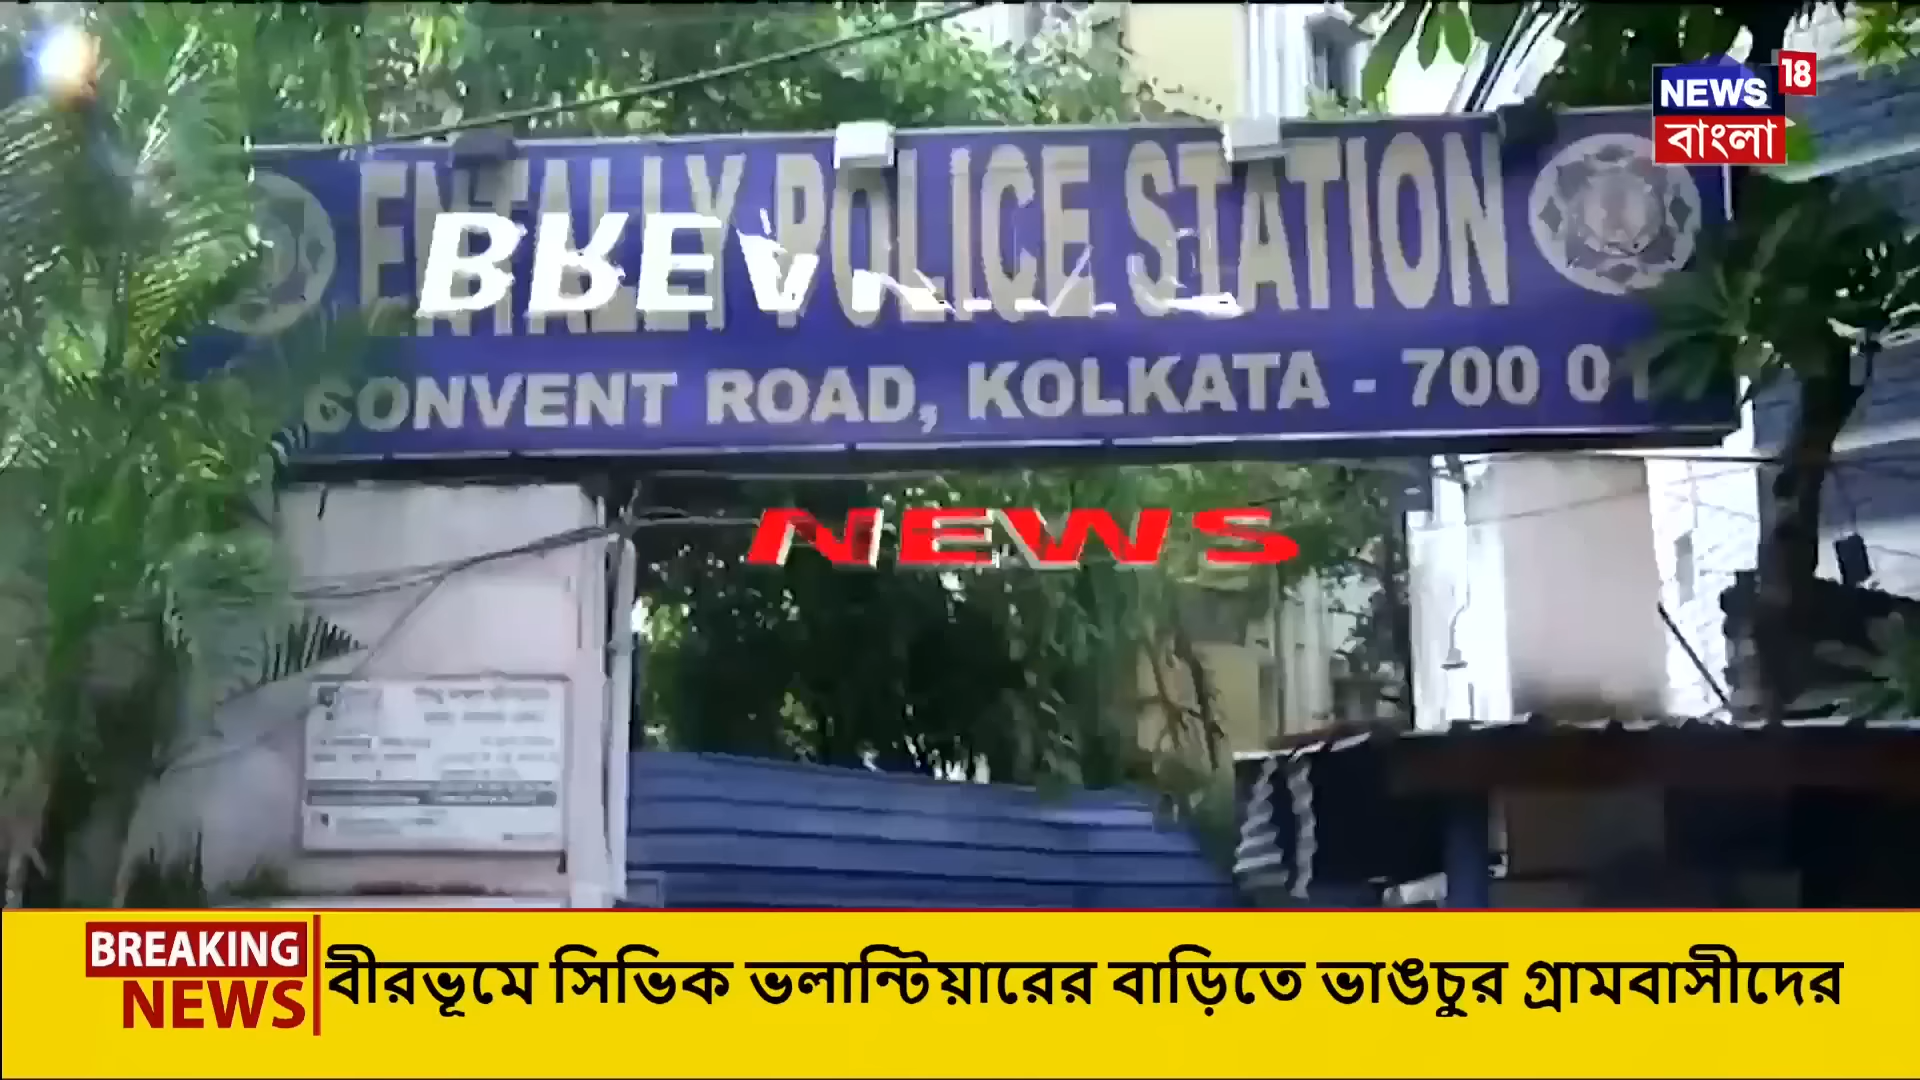 NEWS 18
বাংলা
ENTALLY POLICE STATION
CONVENT ROAD, KOLKATA - 700 01
NEWS
BREAKING
NEWS
বীরভূমে সিভিক ভলান্টিয়ারের বাড়িতে ভাঙচুর গ্রামবাসীদের